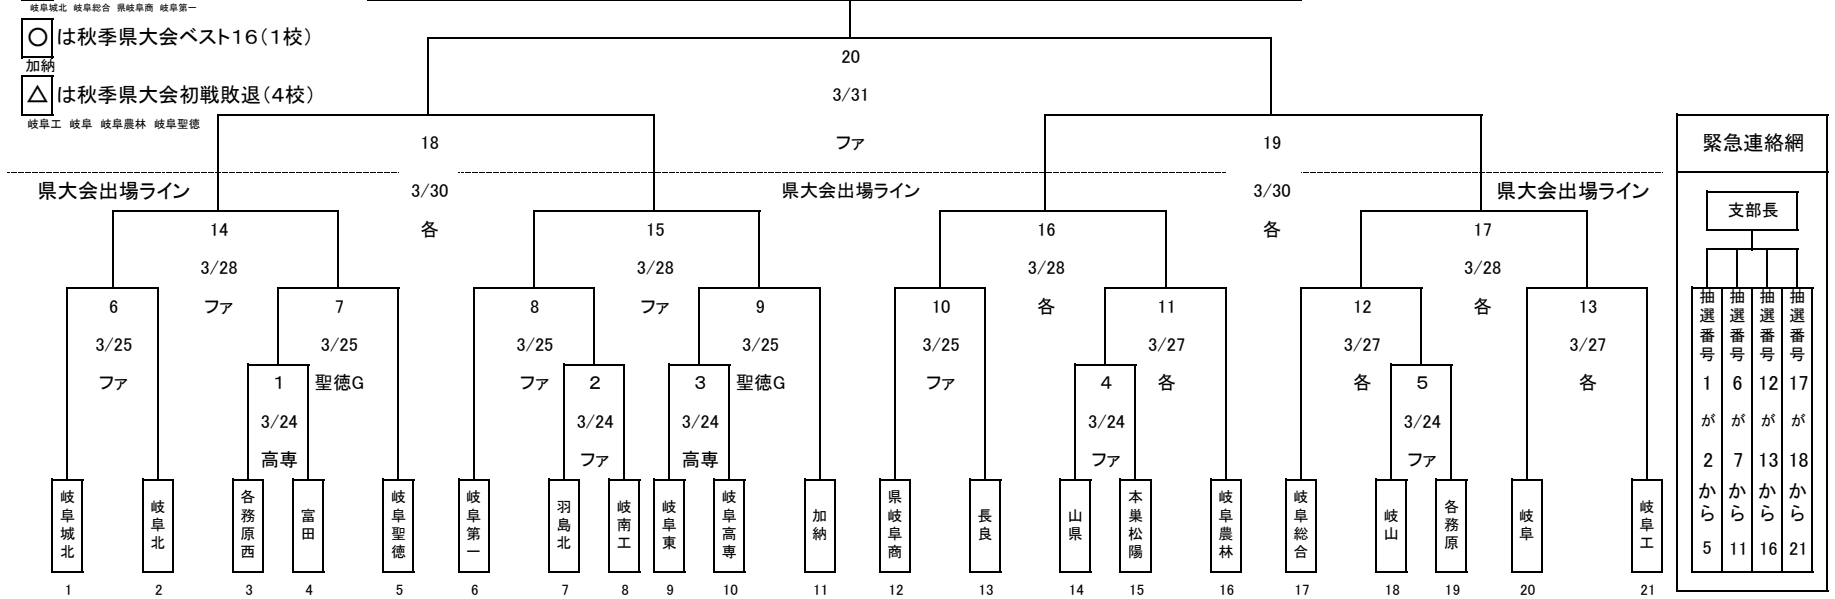 岐阜城北 岐阜総合 県岐阜商 岐阜第一
○は秋季県大会ベスト16(1校)
加納
△は秋季県大会初戦敗退(4校)
岐阜工 岐阜 岐阜農林 岐阜聖徳
20
3/31
ファ
18
19
緊急連絡網
県大会出場ライン
3/30
県大会出場ライン
3/30
県大会出場ライン
支部長
14
各
15
16
各
17
3/28
3/28
3/28
3/28
6
ファ
7
8
ファ
9
10
各
11
12
各
13
3/25
3/25
3/25
3/25
3/25
3/27
3/27
3/27
ファ
1
聖徳G
ファ
2
3
聖徳G
ファ
4
各
各
5
各
3/24
3/24
3/24
3/24
3/24
高専
ファ
高専
ファ
ファ
岐阜城北
岐阜北
各務原西
富田
岐阜聖徳
岐阜第一
羽島北
岐南工
岐阜東
岐阜高専
加納
県岐阜商
長良
山県
本巣松陽
岐阜農林
岐阜総合
岐山
各務原
岐阜
岐阜工
1 2 3 4 5 6 7 8 9 10 11 12 13 14 15 16 17 18 19 20 21
抽選番号1が2から5
抽選番号6が7から11
抽選番号12が13から16
抽選番号17が18から21